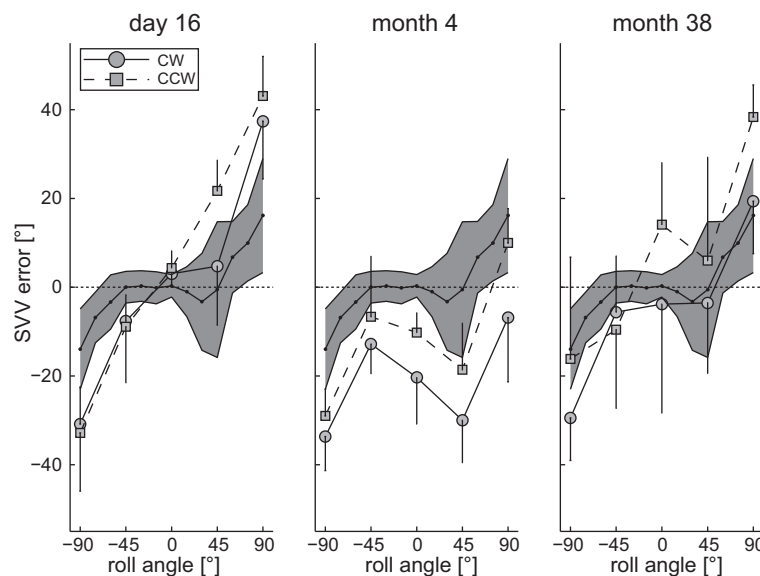 day 16 month 4 month 38
CW
CCW
40
20
0
−20
−40
SVV error [°]
−90 −45 0 45 90 −90 −45 0 45 90 −90 −45 0 45 90
roll angle [°] roll angle [°] roll angle [°]